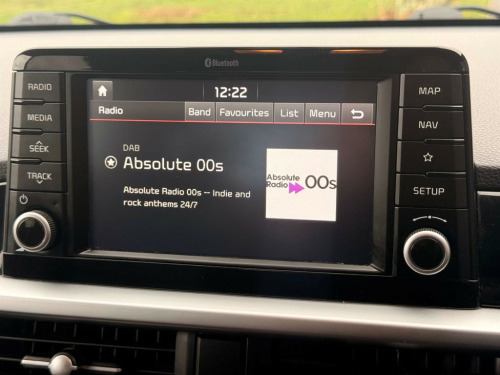 Bluetooth
RADIO
MEDIA
SEEK
TRACK
12:22
Radio
Band
Favourites
List
Menu
DAB
Absolute 00s
Absolute Radio 00s – Indie and
rock anthems 24/7
Absolute
Radio
00s
MAP
NAV
SETUP